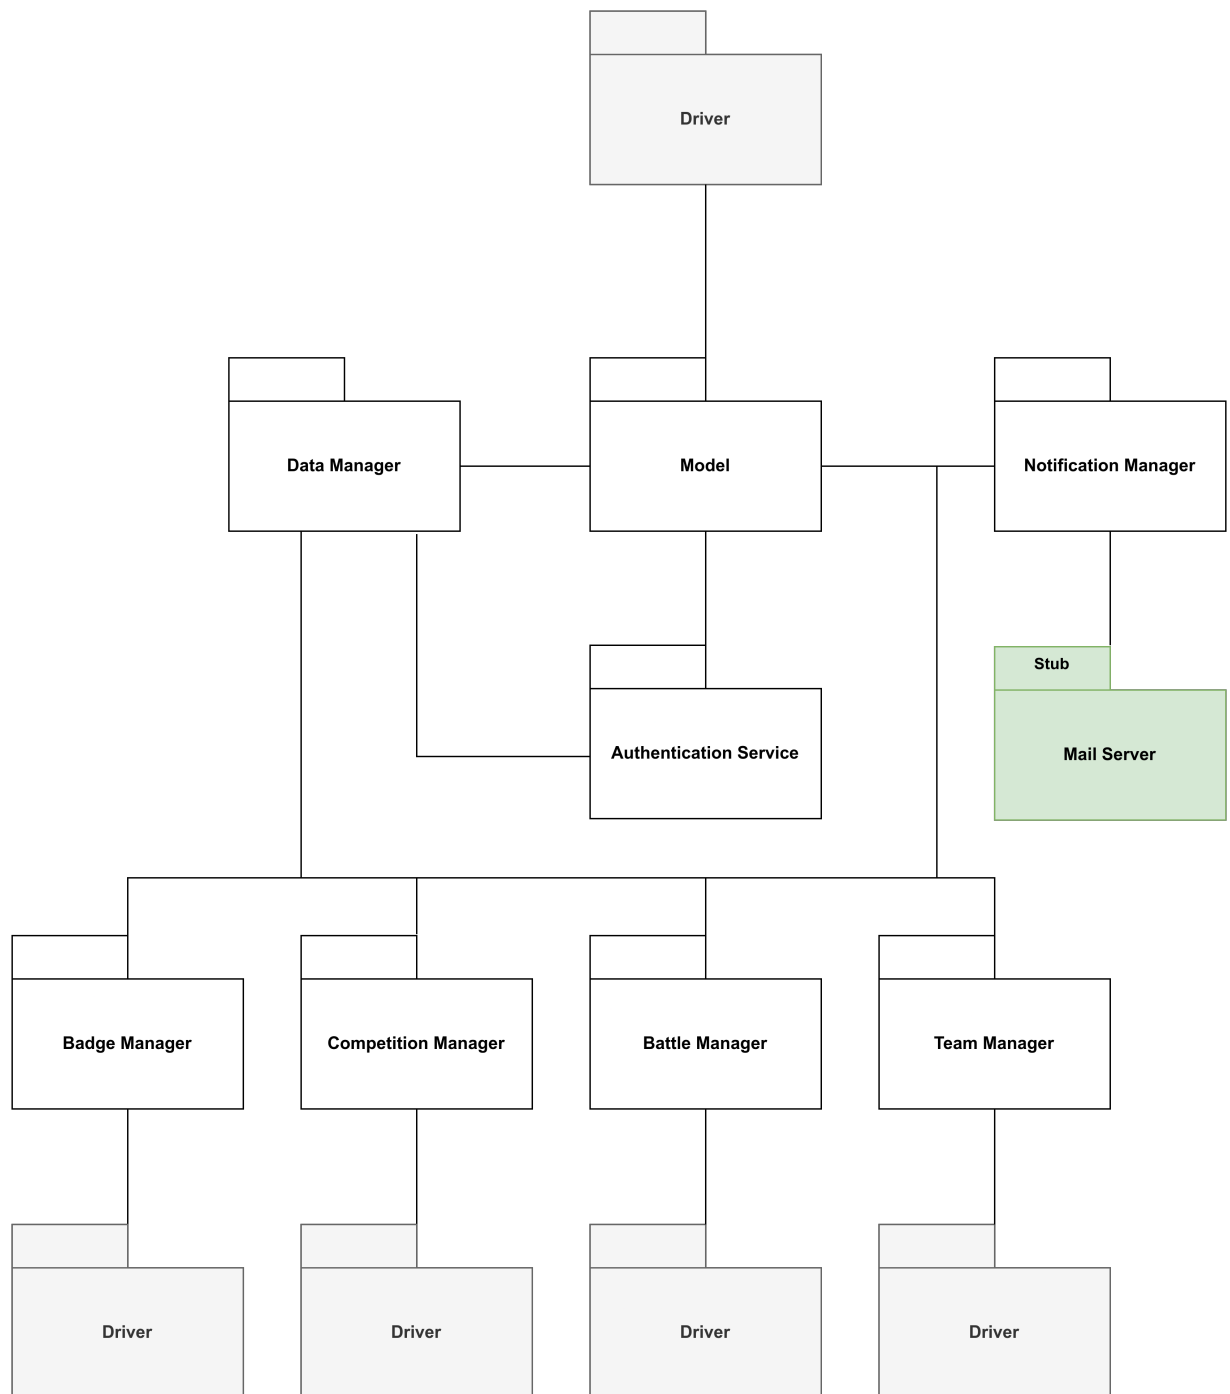 Driver
Data Manager
Model
Notification Manager
Stub
Authentication Service
Mail Server
Badge Manager
Competition Manager
Battle Manager
Team Manager
Driver
Driver
Driver
Driver